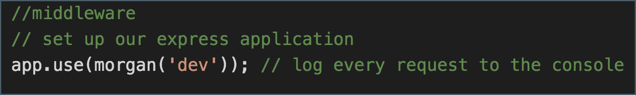 //middleware
// set up our express application
app.use(morgan('dev')); // log every request to the console